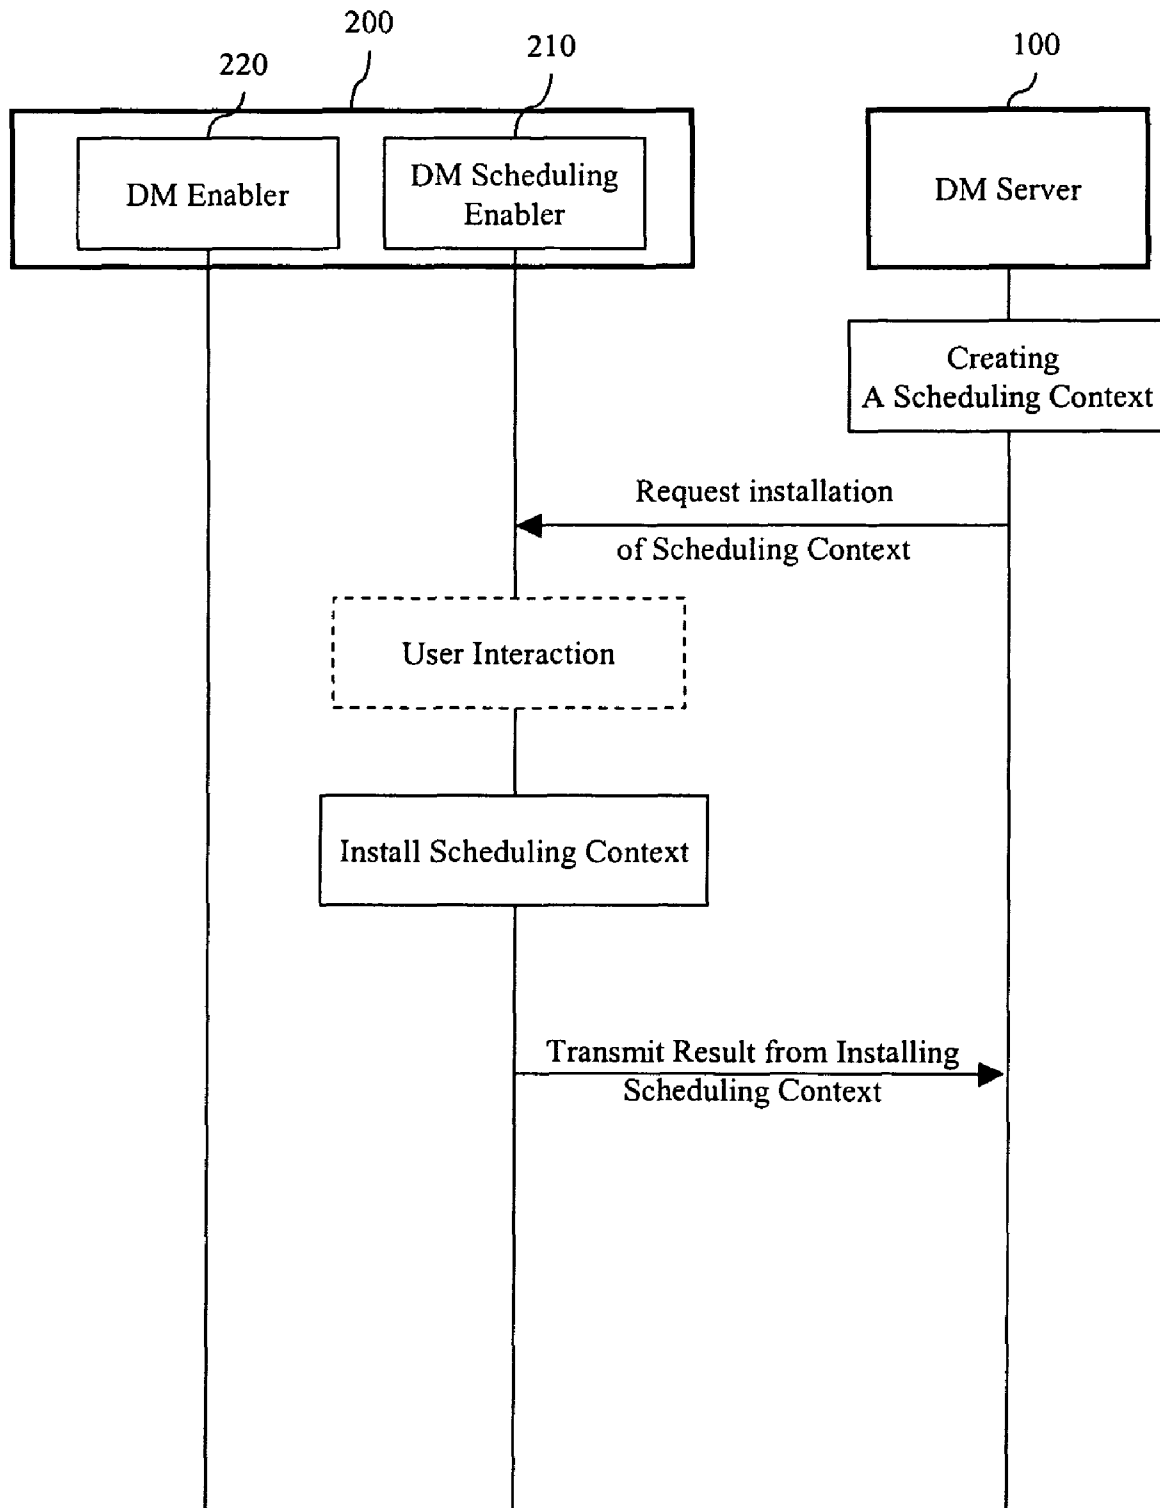 200
210
100
220
DM Enabler
DM Scheduling
Enabler
DM Server
Creating
A Scheduling Context
Request installation
of Scheduling Context
User Interaction
Install Scheduling Context
Transmit Result from Installing
Scheduling Context